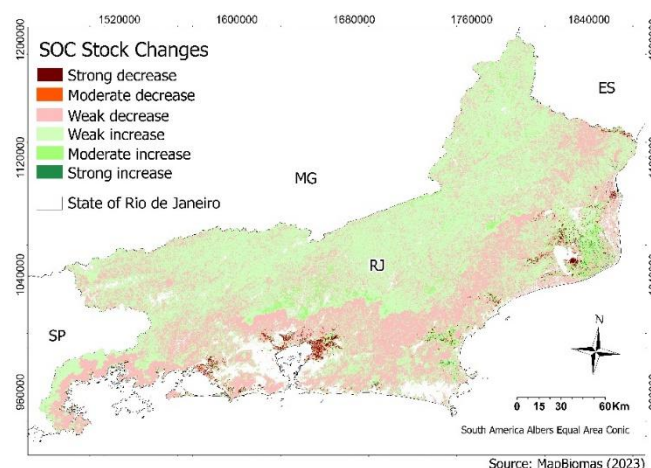 1520000 1600000 1680000 1760000 1840000
1200000
SOC Stock Changes
Strong decrease
Moderate decrease
Weak decrease
Weak increase
Moderate increase
Strong increase
State of Rio de Janeiro
ES
1120000
MG
RJ
1040000
SP
N
960000
0 15 30 60 Km
South America Albers Equal Area Conic
Source: MapBiomas (2023)